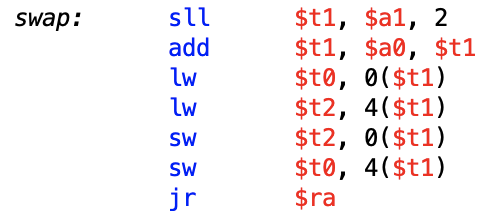 swap: sll $t1, $a1, 2
add $t1, $a0, $t1
lw $t0, 0($t1)
lw $t2, 4($t1)
sw $t2, 0($t1)
sw $t0, 4($t1)
jr $ra